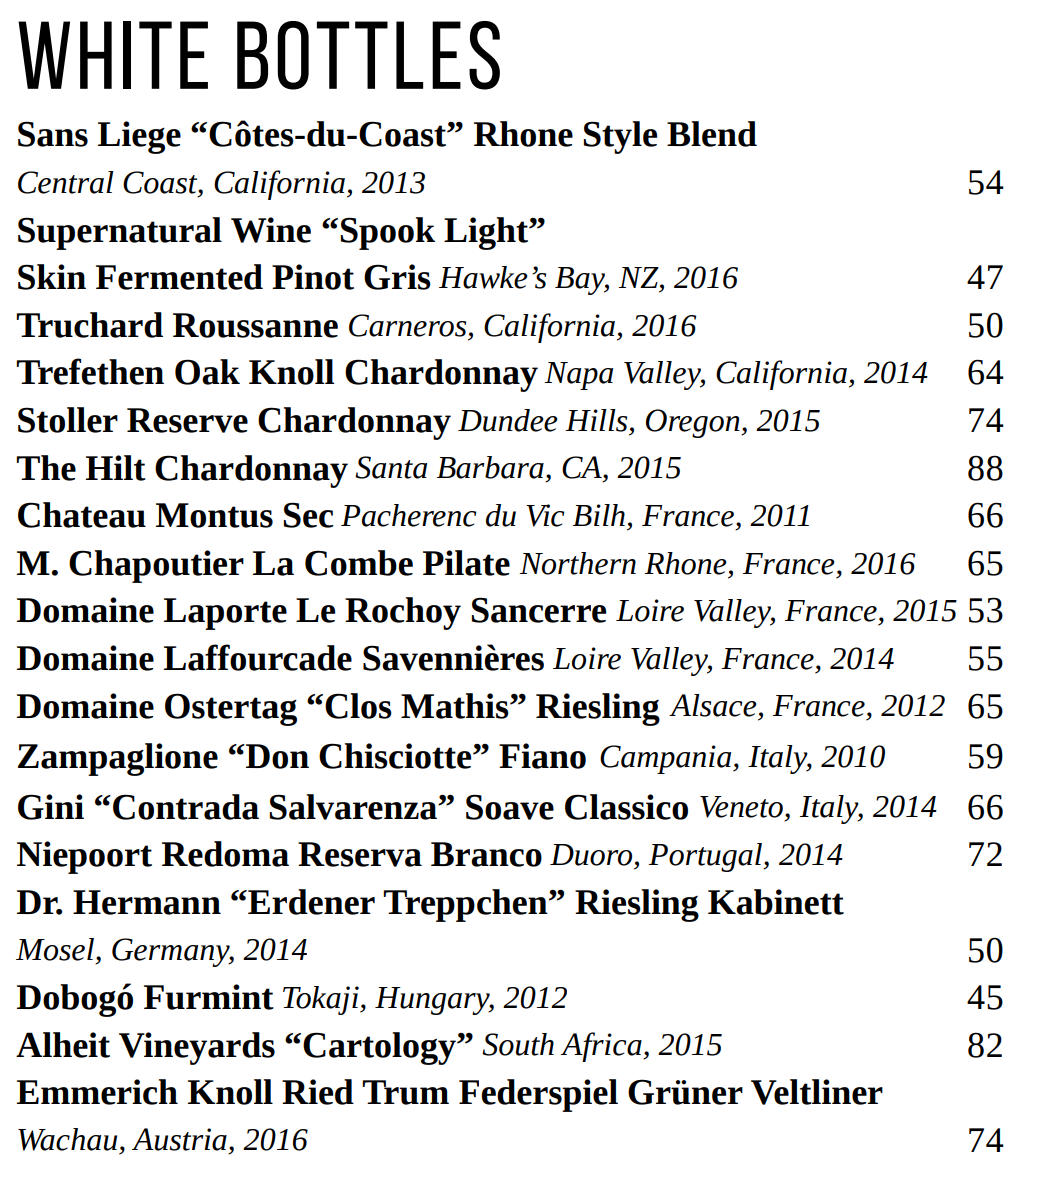 WHITE BOTTLES
Sans Liege “Côtes-du-Coast” Rhone Style Blend
Central Coast, California, 2013 54
Supernatural Wine “Spook Light”
Skin Fermented Pinot Gris Hawke’s Bay, NZ, 2016 47
Truchard Roussanne Carneros, California, 2016 50
Trefethen Oak Knoll Chardonnay Napa Valley, California, 2014 64
Stoller Reserve Chardonnay Dundee Hills, Oregon, 2015 74
The Hilt Chardonnay Santa Barbara, CA, 2015 88
Chateau Montus Sec Pacherenc du Vic Bilh, France, 2011 66
M. Chapoutier La Combe Pilate Northern Rhone, France, 2016 65
Domaine Laporte Le Rochoy Sancerre Loire Valley, France, 2015 53
Domaine Laffourcade Savennières Loire Valley, France, 2014 55
Domaine Ostertag “Clos Mathis” Riesling Alsace, France, 2012 65
Zampaglione “Don Chisciotte” Fiano Campania, Italy, 2010 59
Gini “Contrada Salvarenza” Soave Classico Veneto, Italy, 2014 66
Niepoort Redoma Reserva Branco Duoro, Portugal, 2014 72
Dr. Hermann “Erdener Treppchen” Riesling Kabinett
Mosel, Germany, 2014 50
Dobogó Furmint Tokaji, Hungary, 2012 45
Alheit Vineyards “Cartology” South Africa, 2015 82
Emmerich Knoll Ried Trum Federspiel Grüner Veltliner
Wachau, Austria, 2016 74